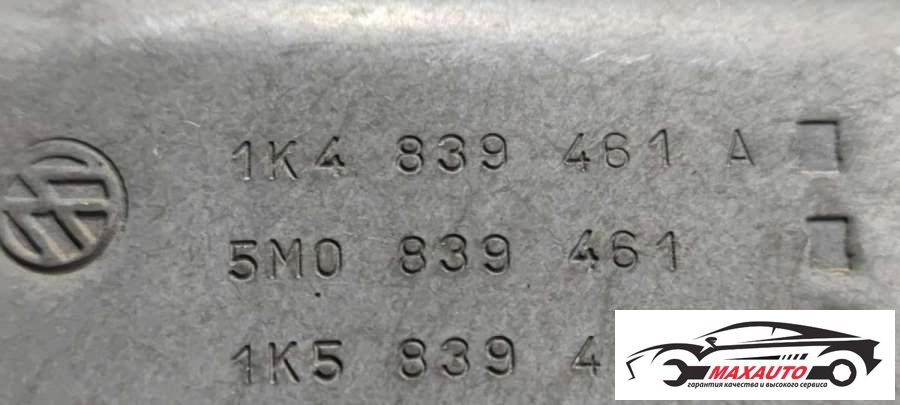 1K4 839 461 A
5M0 839 461
1K5 839 4
MAXAUTO
гарантия качества и высокого сервиса